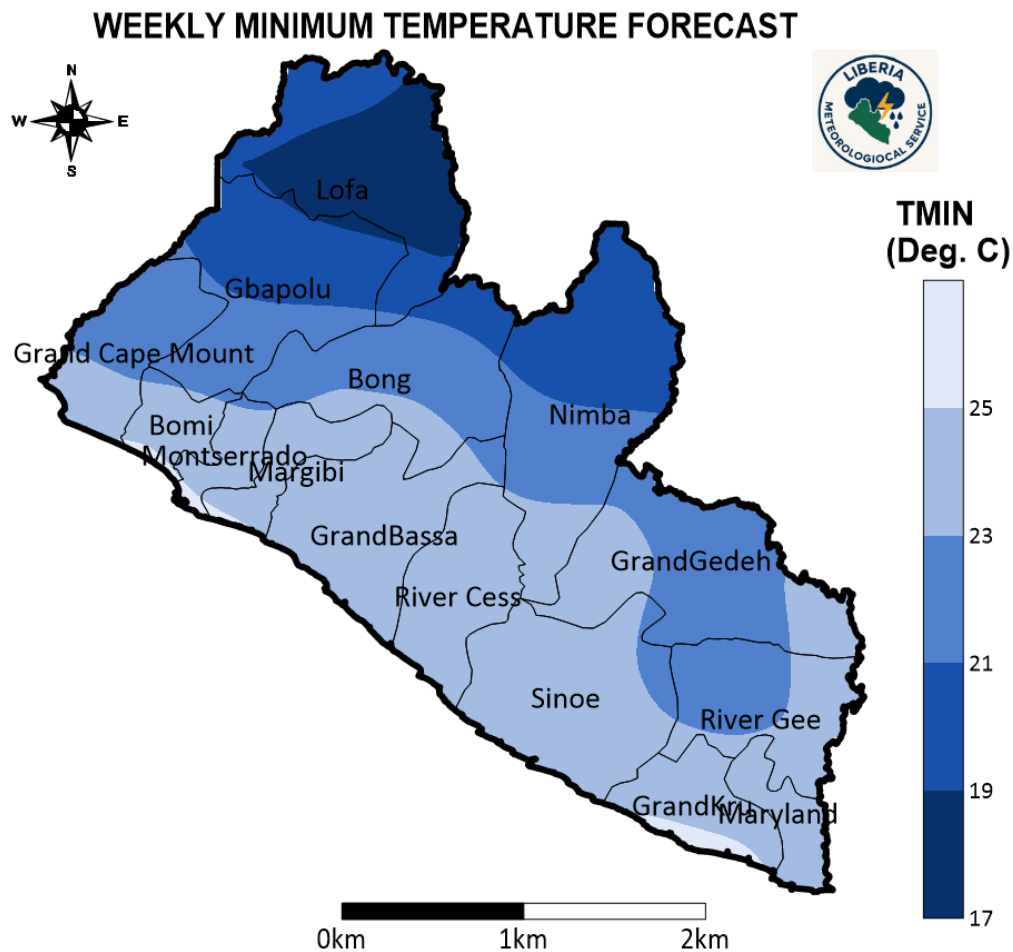 WEEKLY MINIMUM TEMPERATURE FORECAST
N
W E
S
LIBERIA
METEOROLOGIOCAL SERVICE
TMIN
(Deg. C)
Lofa
Gbapolu
Grand Cape Mount
Bong
Nimba
Bomi
Montserrado
Margibi
GrandBassa
GrandGedeh
River Cess
Sinoe
River Gee
GrandKru
Maryland
25
23
21
19
17
0km 1km 2km